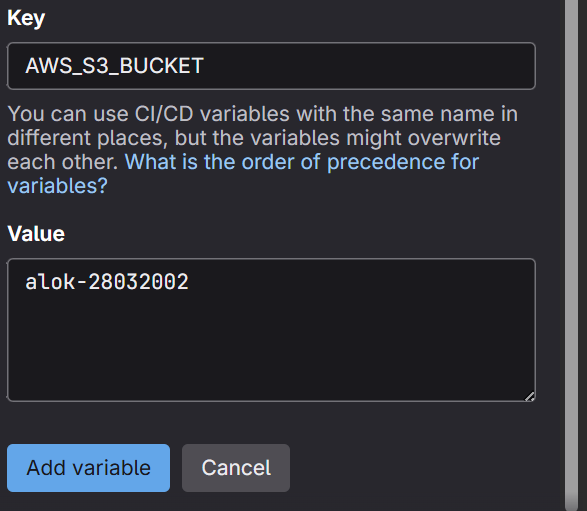 Key
AWS_S3_BUCKET
You can use CI/CD variables with the same name in
different places, but the variables might overwrite
each other. What is the order of precedence for
variables?
Value
alok-28032002
Add variable
Cancel